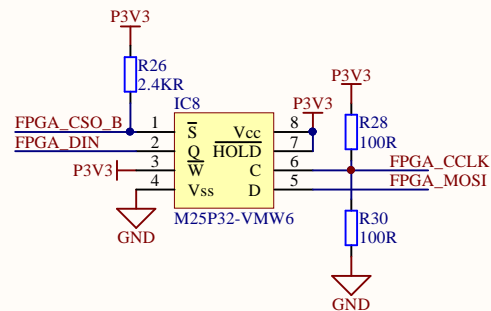 P3V3
R26
2.4KR
P3V3
IC8
P3V3
FPGA_CSO_B
1
S
Vcc
8
R28
100R
FPGA_DIN
2
Q
HOLD
7
P3V3
3
W
C
6
FPGA_CCLK
4
Vss
D
5
FPGA_MOSI
M25P32-VMW6
R30
100R
GND
GND